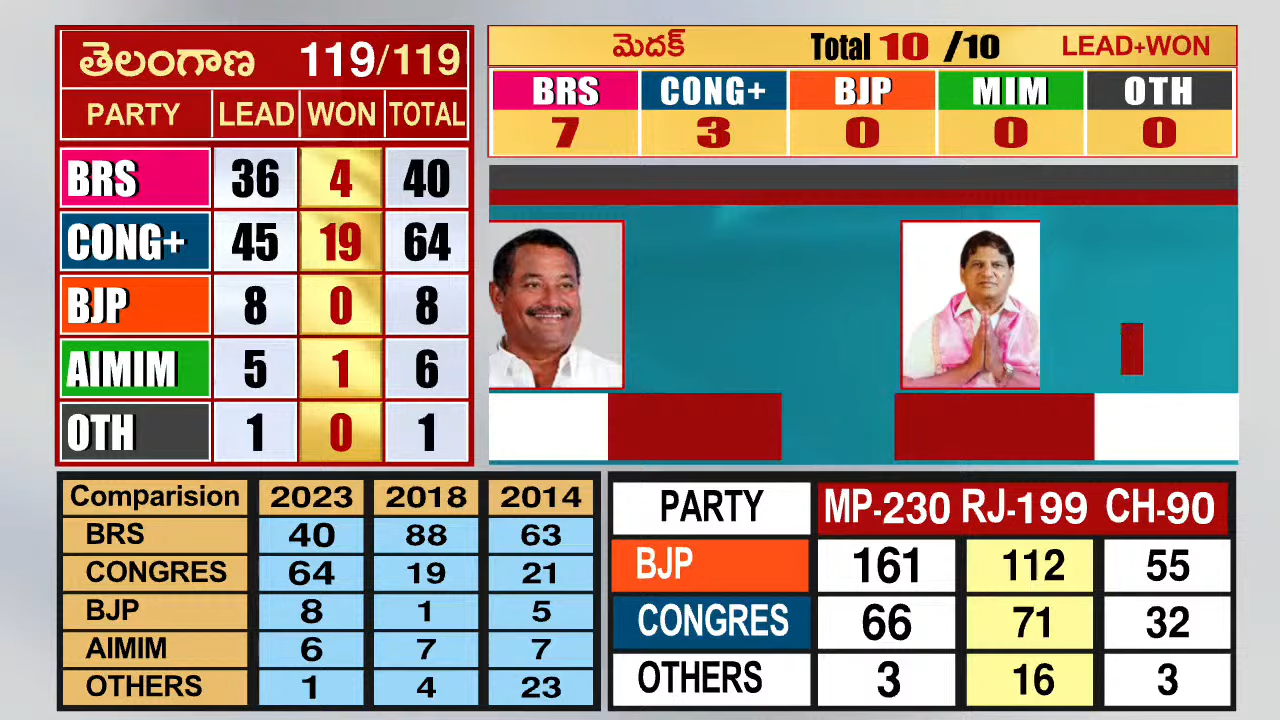 తెలంగాణ 119/119
PARTY LEAD WON TOTAL
BRS 36 4 40
CONG+ 45 19 64
BJP 8 0 8
AIMIM 5 1 6
OTH 1 0 1
మెదక్ Total 10 /10 LEAD+WON
BRS CONG+ BJP MIM OTH
7 3 0 0 0
Comparision 2023 2018 2014
BRS 40 88 63
CONGRES 64 19 21
BJP 8 1 5
AIMIM 6 7 7
OTHERS 1 4 23
PARTY MP-230 RJ-199 CH-90
BJP 161 112 55
CONGRES 66 71 32
OTHERS 3 16 3